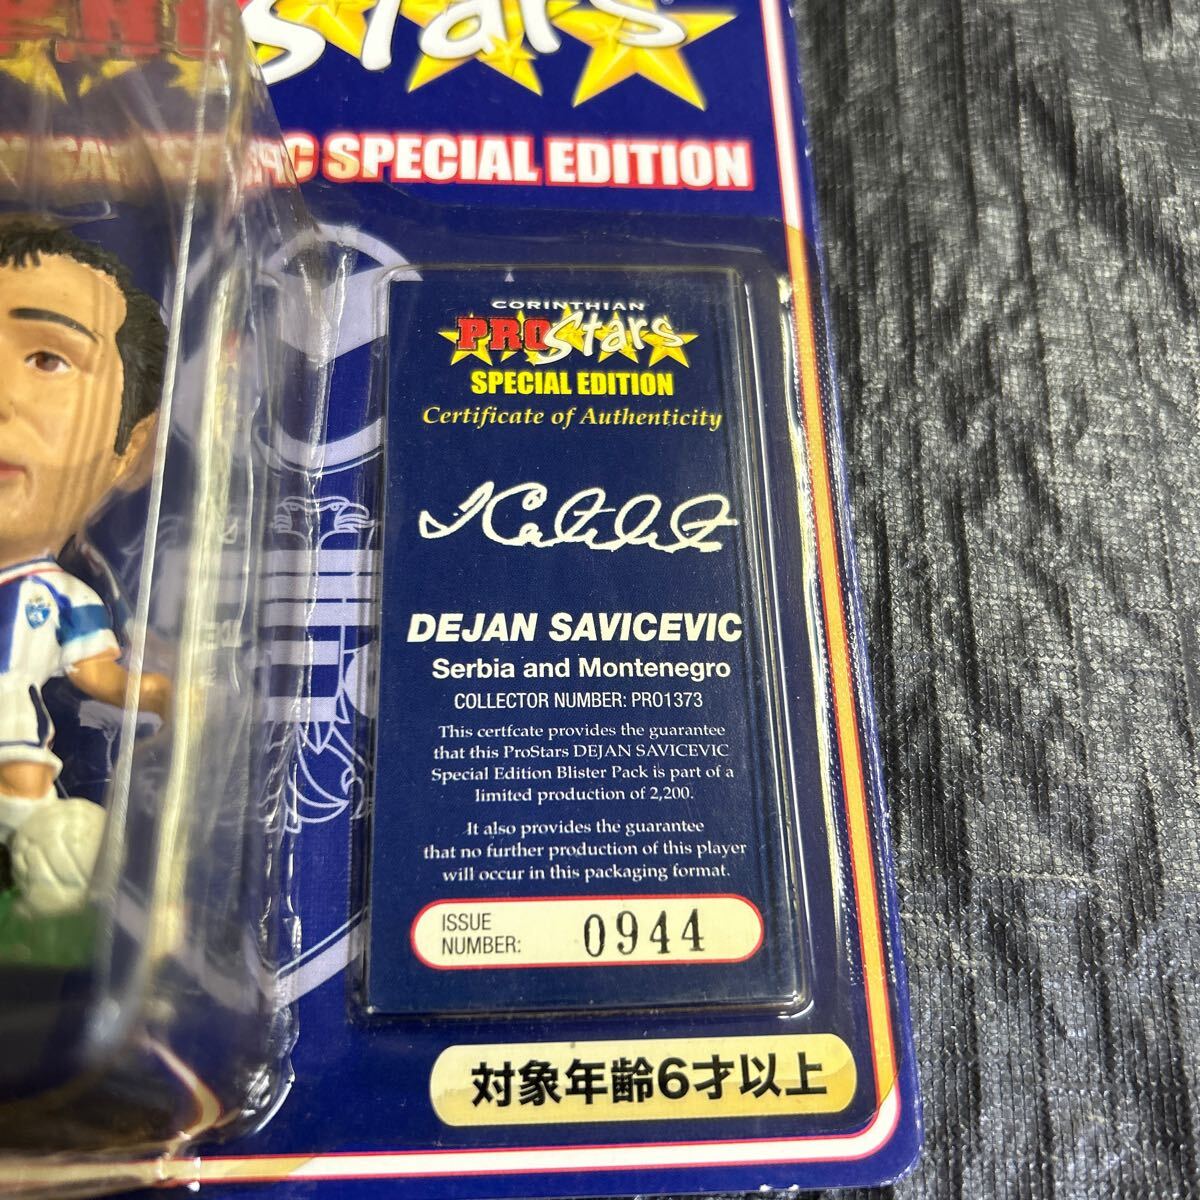 Stars
SPECIAL EDITION
CORINTHIAN
PROStars
SPECIAL EDITION
Certificate of Authenticity
DEJAN SAVICEVIC
Serbia and Montenegro
COLLECTOR NUMBER: PRO1373
This certfcate provides the guarantee
that this ProStars DEJAN SAVICEVIC
Special Edition Blister Pack is part of a
limited production of 2,200.
It also provides the guarantee
that no further production of this player
will occur in this packaging format.
ISSUE
NUMBER: 0944
対象年齢6才以上